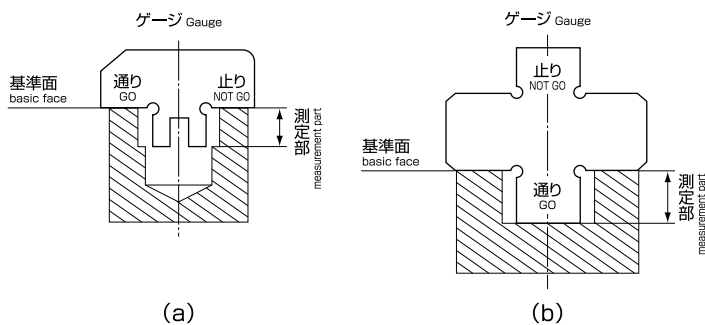 ゲージ Gauge
通り
GO
止り
NOT GO
基準面
basic face
測定部
measurement part
(a)
ゲージ Gauge
止り
NOT GO
基準面
basic face
通り
GO
測定部
measurement part
(b)